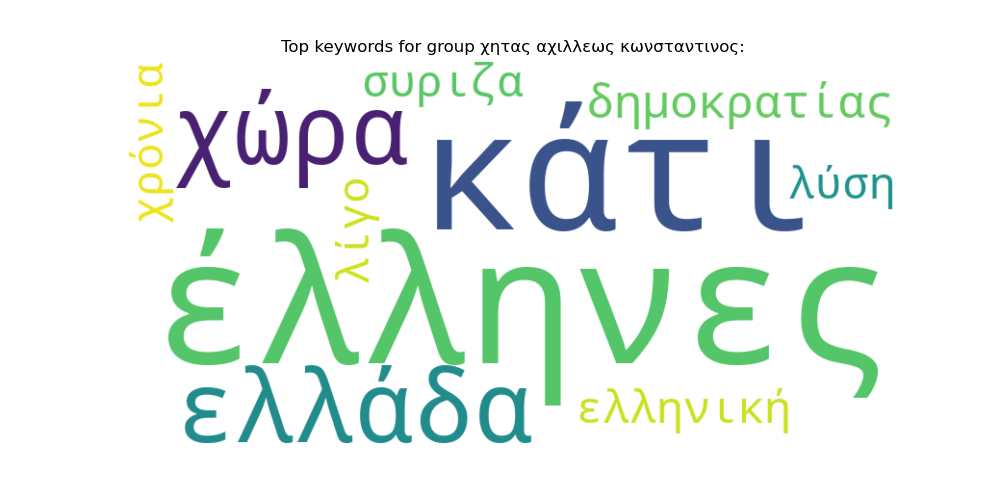 Top keywords for group χητας αχιλλεως κωνσταντινος:
συριζα
δημοκρατίας
χρόνια
χώρα
κάτι
λύση
λίγο
έλληνες
ελλάδα
ελληνική